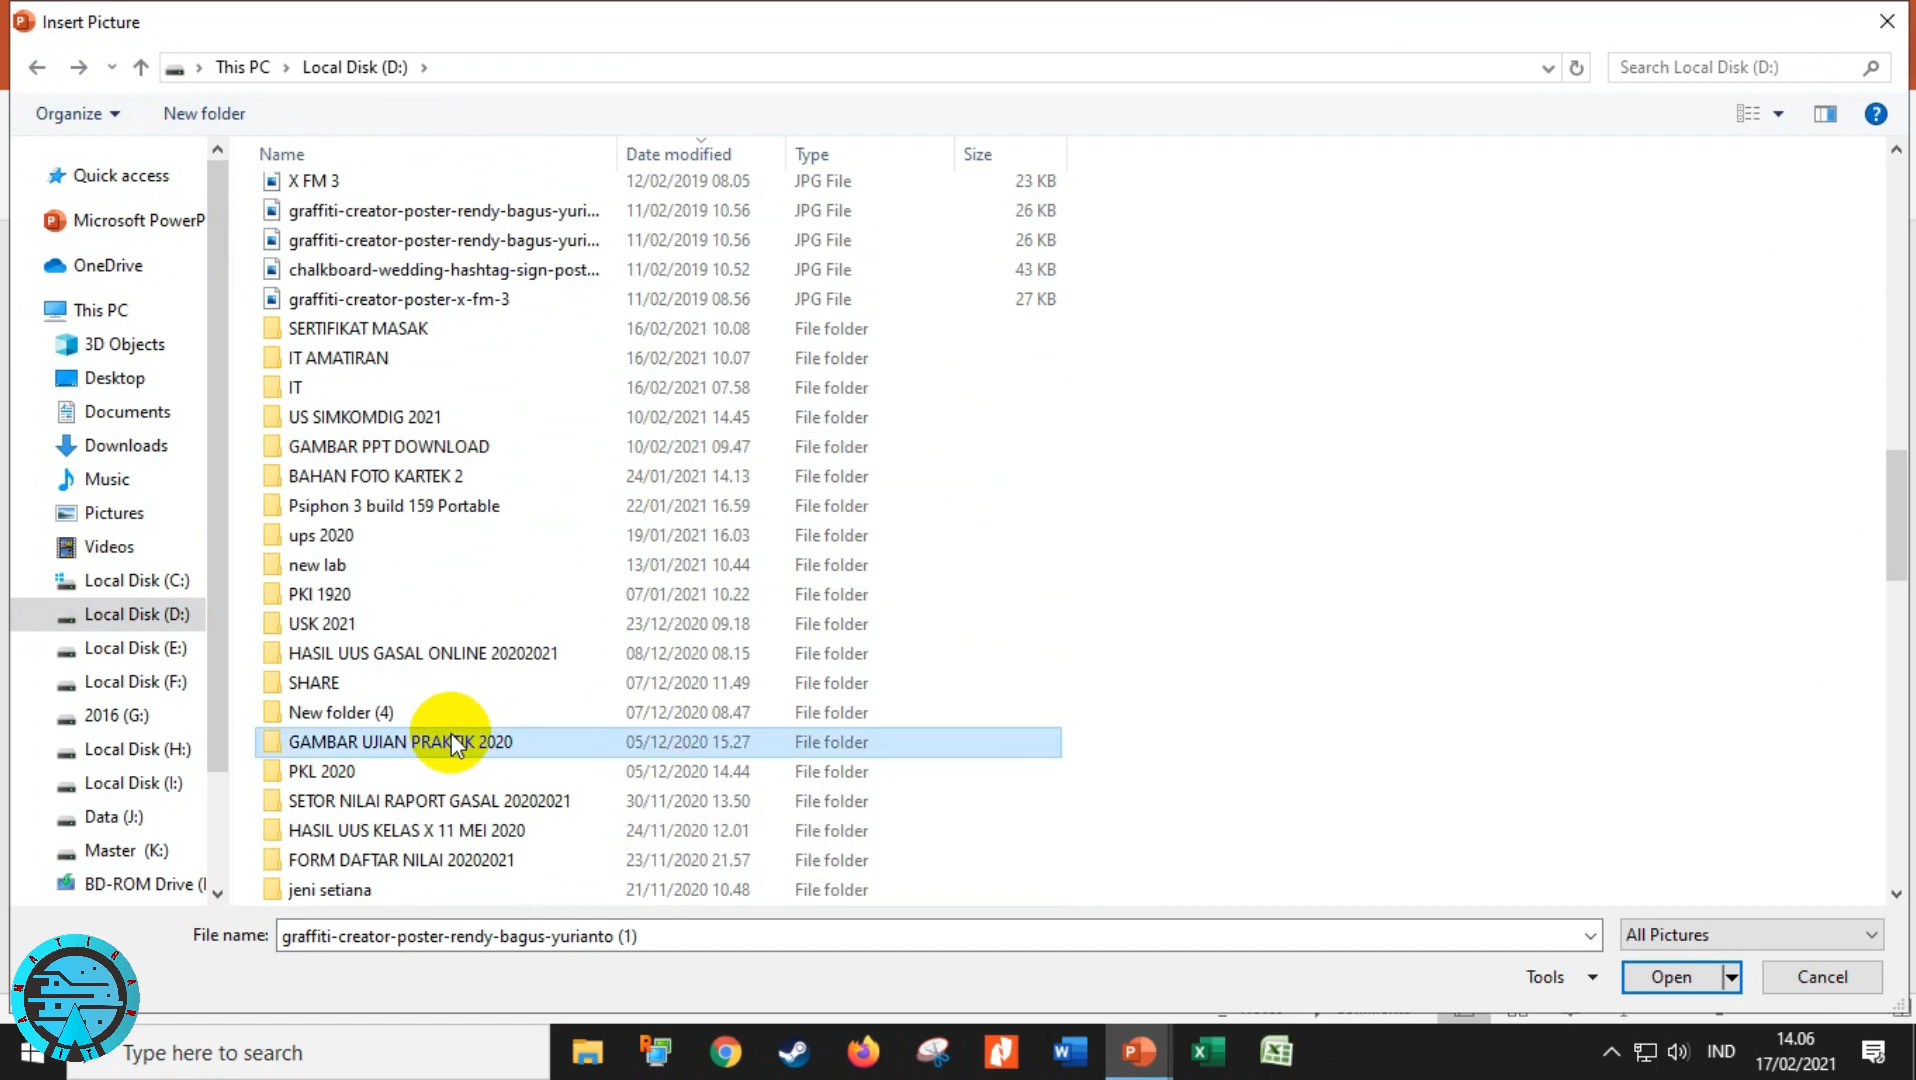 Insert Picture
This PC Local Disk (D:)
Search Local Disk (D:)
Organize New folder
Name Date modified Type Size
Quick access
Microsoft PowerP
OneDrive
This PC
3D Objects
Desktop
Documents
Downloads
Music
Pictures
Videos
Local Disk (C:)
Local Disk (D:)
Local Disk (E:)
Local Disk (F:)
2016 (G:)
Local Disk (H:)
Local Disk (I:)
Data (J:)
Master (K:)
BD-ROM Drive (
X FM 3 12/02/2019 08.05 JPG File 23 KB
graffiti-creator-poster-rendy-bagus-yuri... 11/02/2019 10.56 JPG File 26 KB
graffiti-creator-poster-rendy-bagus-yuri... 11/02/2019 10.56 JPG File 26 KB
chalkboard-wedding-hashtag-sign-post... 11/02/2019 10.52 JPG File 43 KB
graffiti-creator-poster-x-fm-3 11/02/2019 08.56 JPG File 27 KB
SERTIFIKAT MASAK 16/02/2021 10.08 File folder
IT AMATIRAN 16/02/2021 10.07 File folder
IT 16/02/2021 07.58 File folder
US SIMKOMDIG 2021 10/02/2021 14.45 File folder
GAMBAR PPT DOWNLOAD 10/02/2021 09.47 File folder
BAHAN FOTO KARTEK 2 24/01/2021 14.13 File folder
Psiphon 3 build 159 Portable 22/01/2021 16.59 File folder
ups 2020 19/01/2021 16.03 File folder
new lab 13/01/2021 10.44 File folder
PKI 1920 07/01/2021 10.22 File folder
USK 2021 23/12/2020 09.18 File folder
HASIL UUS GASAL ONLINE 20202021 08/12/2020 08.15 File folder
SHARE 07/12/2020 11.49 File folder
New folder (4) 07/12/2020 08.47 File folder
GAMBAR UJIAN PRAKTIK 2020 05/12/2020 15.27 File folder
PKL 2020 05/12/2020 14.44 File folder
SETOR NILAI RAPORT GASAL 20202021 30/11/2020 13.50 File folder
HASIL UUS KELAS X 11 MEI 2020 24/11/2020 12.01 File folder
FORM DAFTAR NILAI 20202021 23/11/2020 21.57 File folder
jeni setiana 21/11/2020 10.48 File folder
File name: graffiti-creator-poster-rendy-bagus-yurianto (1) All Pictures
Tools Open Cancel
Type here to search
IND
14.06
17/02/2021